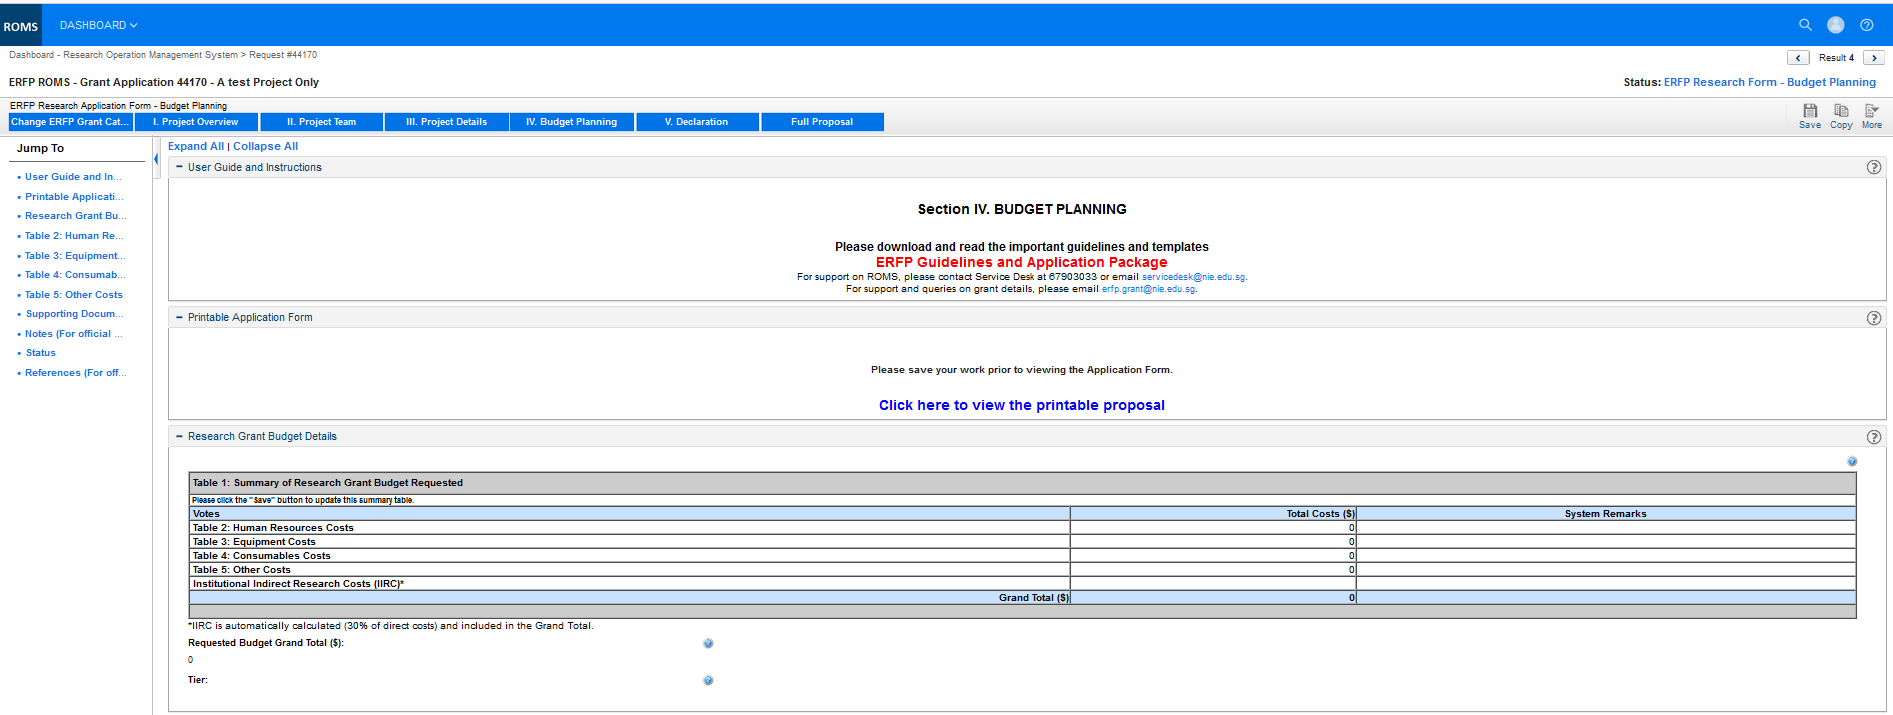 ROMS DASHBOARD
Dashboard - Research Operation Management System > Request #44170
Result 4
ERFP ROMS - Grant Application 44170 - A test Project Only
Status: ERFP Research Form - Budget Planning
ERFP Research Application Form - Budget Planning
Change ERFP Grant Cat... I. Project Overview II. Project Team III. Project Details IV. Budget Planning V. Declaration Full Proposal
Save Copy More
Jump To
• User Guide and In...
• Printable Applicati...
• Research Grant Bu...
• Table 2: Human Re...
• Table 3: Equipment...
• Table 4: Consumab...
• Table 5: Other Costs
• Supporting Docum...
• Notes (For official ...
• Status
• References (For off...
Expand All | Collapse All
User Guide and Instructions
Section IV. BUDGET PLANNING
Please download and read the important guidelines and templates
ERFP Guidelines and Application Package
For support on ROMS, please contact Service Desk at 67903033 or email servicedesk@nie.edu.sg.
For support and queries on grant details, please email erfp.grant@nie.edu.sg.
Printable Application Form
Please save your work prior to viewing the Application Form.
Click here to view the printable proposal
Research Grant Budget Details
Table 1: Summary of Research Grant Budget Requested
Please click the "Save" button to update this summary table.
Votes Total Costs ($) System Remarks
Table 2: Human Resources Costs 0
Table 3: Equipment Costs 0
Table 4: Consumables Costs 0
Table 5: Other Costs 0
Institutional Indirect Research Costs (IIRC)*
Grand Total ($) 0
*IIRC is automatically calculated (30% of direct costs) and included in the Grand Total.
Requested Budget Grand Total ($):
0
Tier: